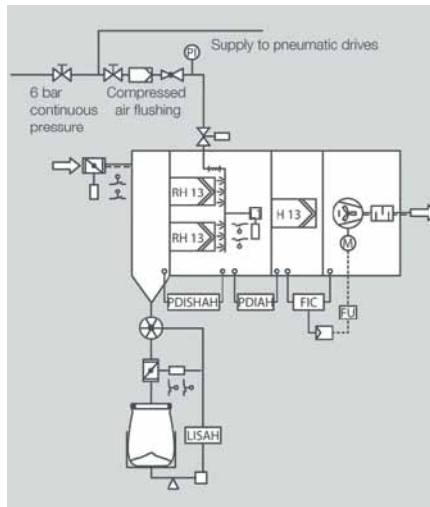 PI
Supply to pneumatic drives
6 bar
continuous
pressure
Compressed
air flushing
RH 13
RH 13
H 13
M
PDISHAH
PDIAH
FIC
FU
LISAH